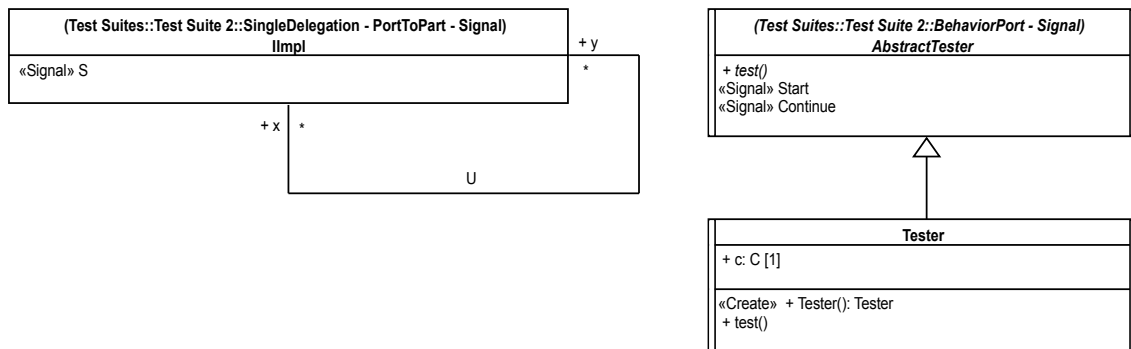 (Test Suites::Test Suite 2::SingleDelegation - PortToPart - Signal)
IImpl
«Signal» S
+ y
*
+ x
*
U
(Test Suites::Test Suite 2::BehaviorPort - Signal)
AbstractTester
+ test()
«Signal» Start
«Signal» Continue
Tester
+ c: C [1]
«Create» + Tester(): Tester
+ test()